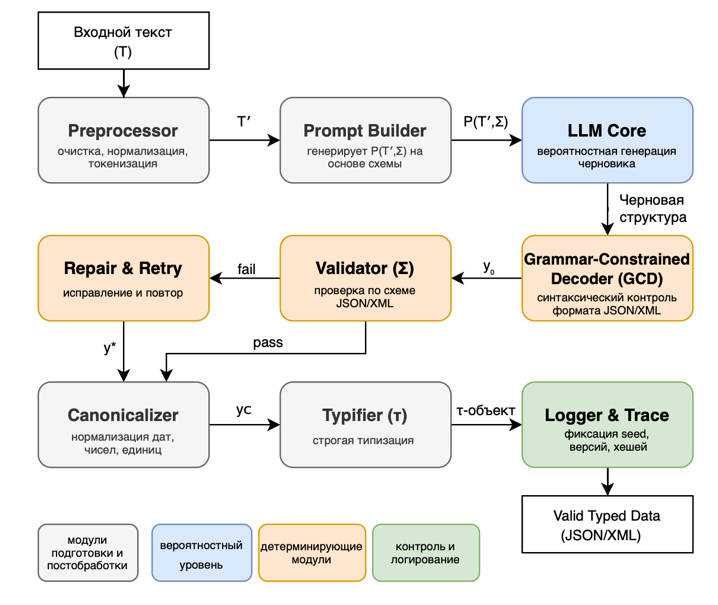 Входной текст
(T)
Preprocessor
очистка, нормализация,
токенизация
T′
Prompt Builder
генерирует P(T′,Σ) на
основе схемы
P(T′,Σ)
LLM Core
вероятностная генерация
черновика
Черновая
структура
Repair & Retry
исправление и повтор
fail
Validator (Σ)
проверка по схеме
JSON/XML
y₀
Grammar-Constrained
Decoder (GCD)
синтаксический контроль
формата JSON/XML
y*
pass
Canonicalizer
нормализация дат,
чисел, единиц
yc
Typifier (τ)
строгая типизация
τ-объект
Logger & Trace
фиксация seed,
версий, хешей
Valid Typed Data
(JSON/XML)
модули
подготовки и
постобработки
вероятностный
уровень
детерминирующие
модули
контроль и
логирование